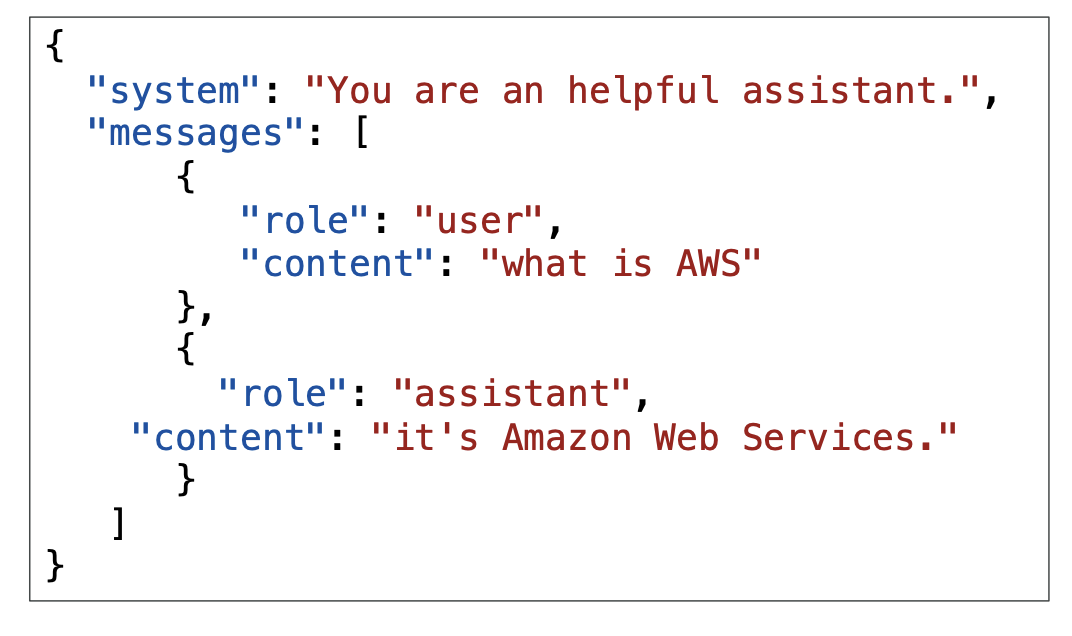 {
  "system": "You are an helpful assistant.",
  "messages": [
      {
         "role": "user",
         "content": "what is AWS"
      },
      {
        "role": "assistant",
    "content": "it's Amazon Web Services."
      }
   ]
}